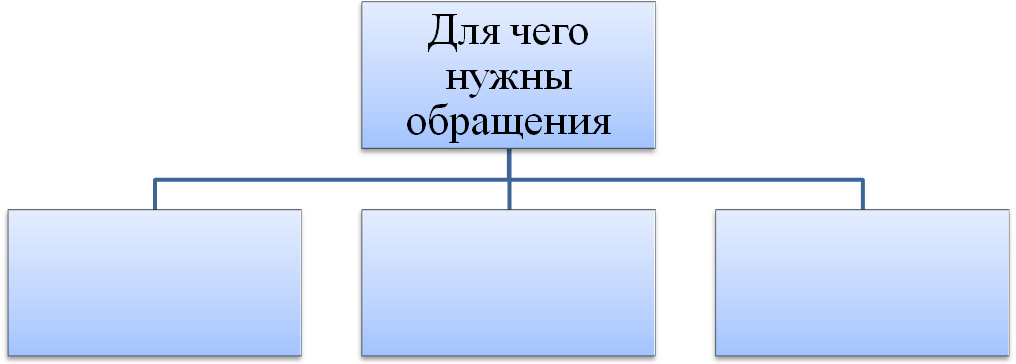 Для чего
нужны
обращения